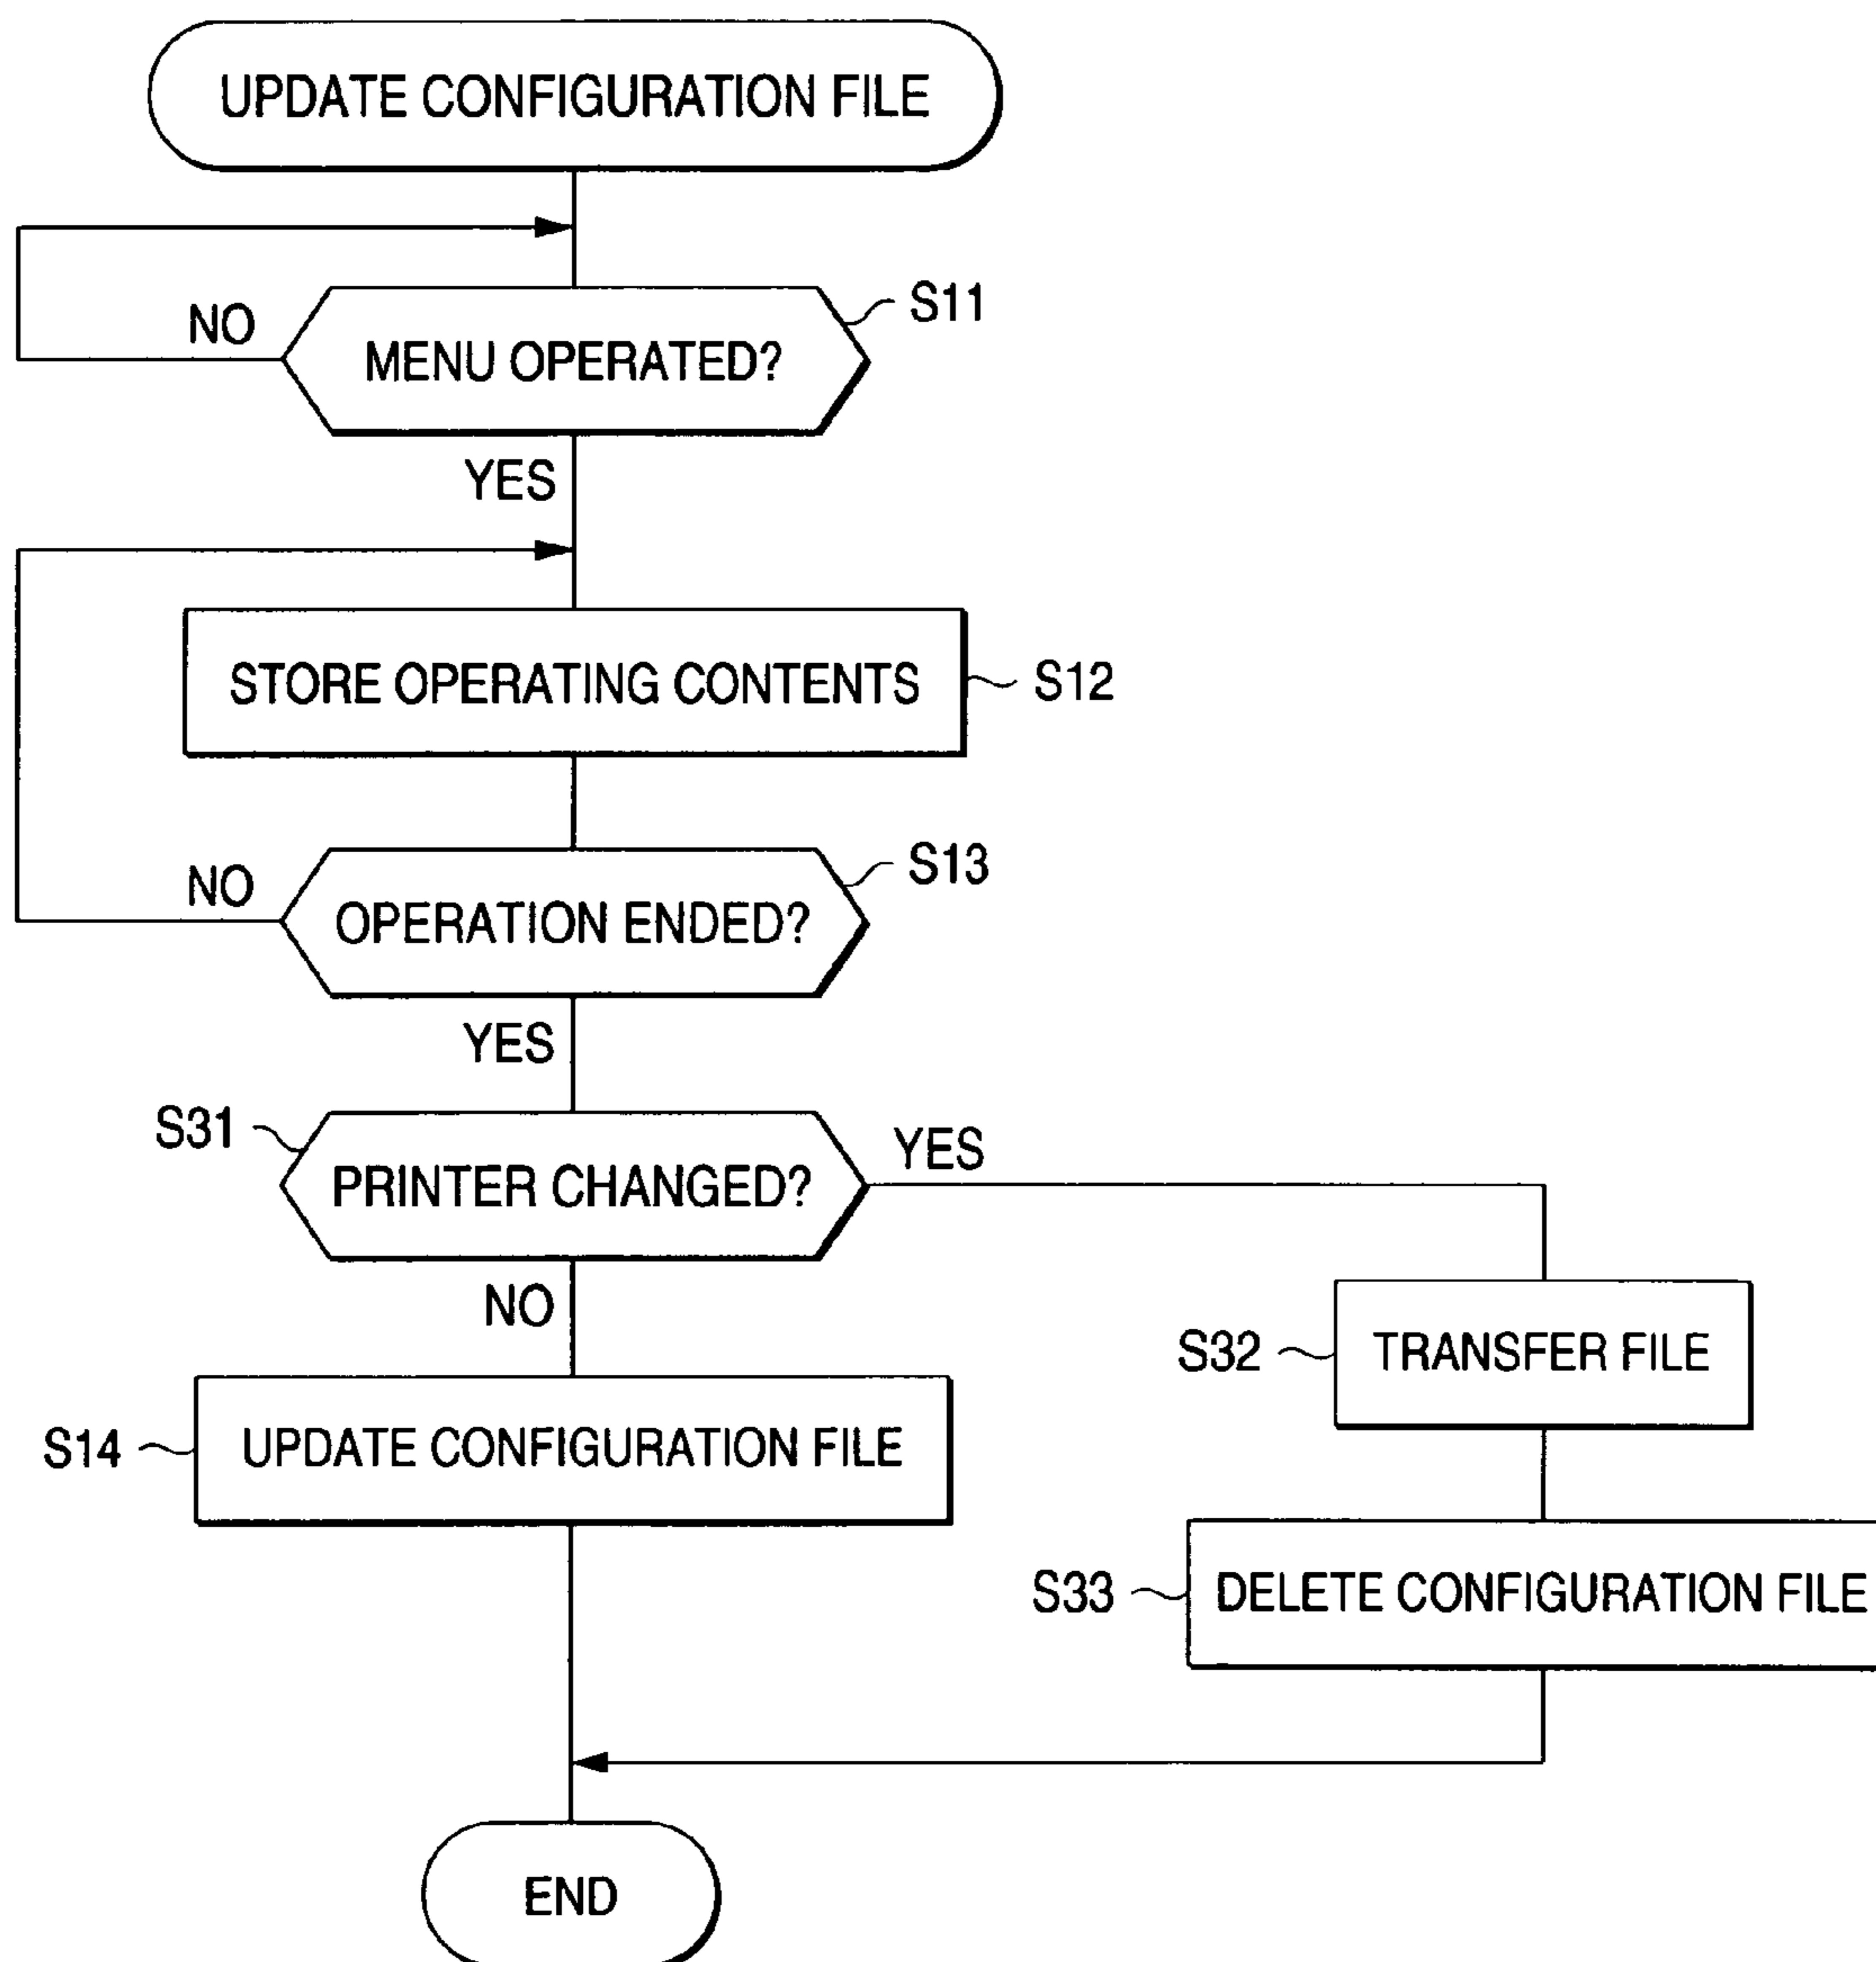 UPDATE CONFIGURATION FILE
S11
NO
MENU OPERATED?
YES
STORE OPERATING CONTENTS
S12
S13
NO
OPERATION ENDED?
YES
S31
YES
PRINTER CHANGED?
NO
S32
TRANSFER FILE
S14
UPDATE CONFIGURATION FILE
S33
DELETE CONFIGURATION FILE
END